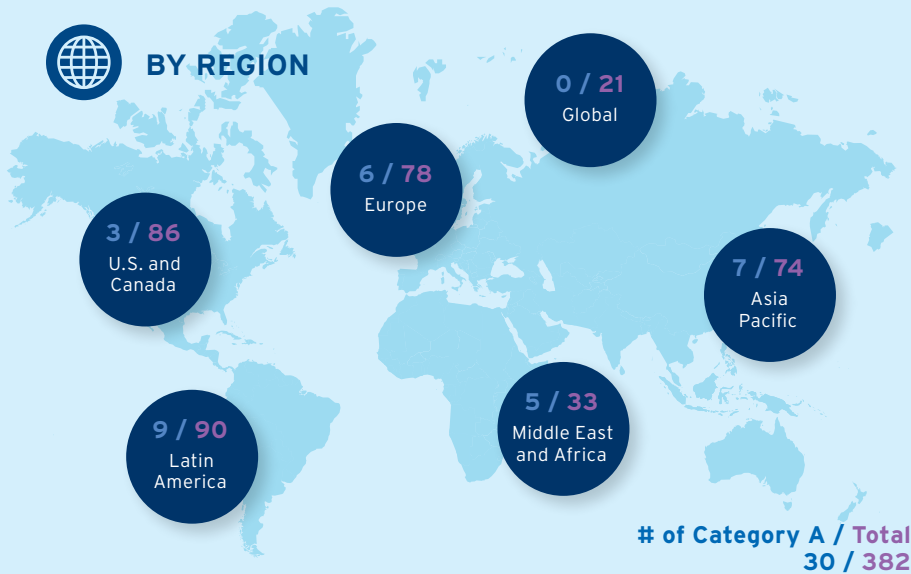 BY REGION
0 / 21
Global
6 / 78
Europe
3 / 86
U.S. and
Canada
7 / 74
Asia
Pacific
9 / 90
Latin
America
5 / 33
Middle East
and Africa
# of Category A / Total
30 / 382